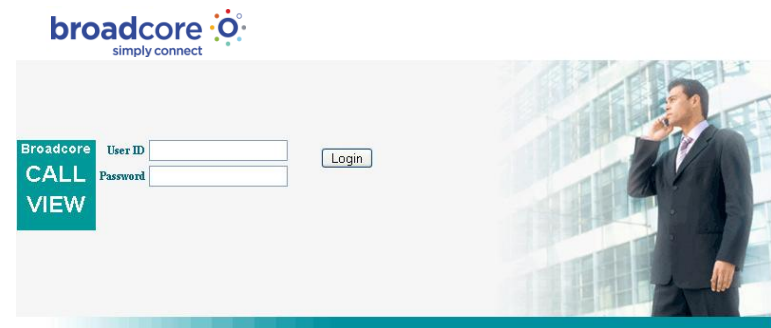 broadcore
simply connect
Broadcore
CALL
VIEW
User ID
Password
Login